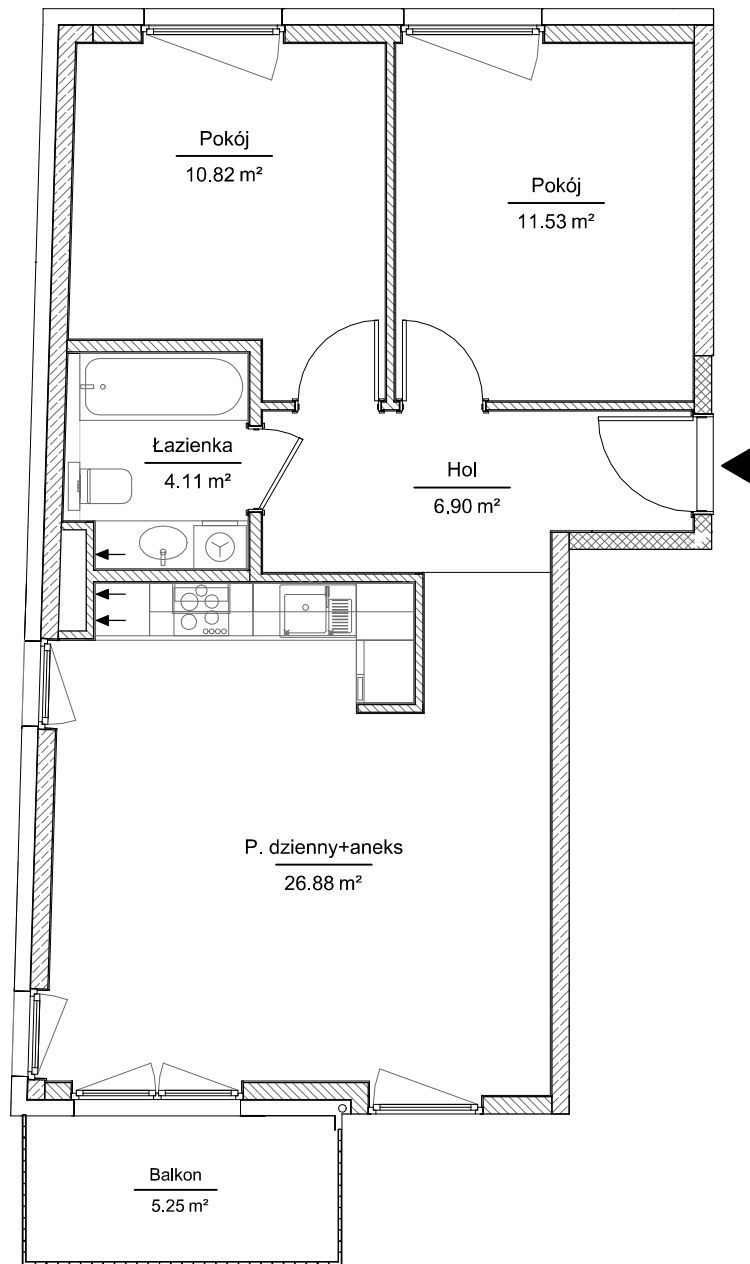 Pokój
10.82 m²
Pokój
11.53 m²
Łazienka
4.11 m²
Hol
6.90 m²
P. dzienny+aneks
26.88 m²
Balkon
5.25 m²